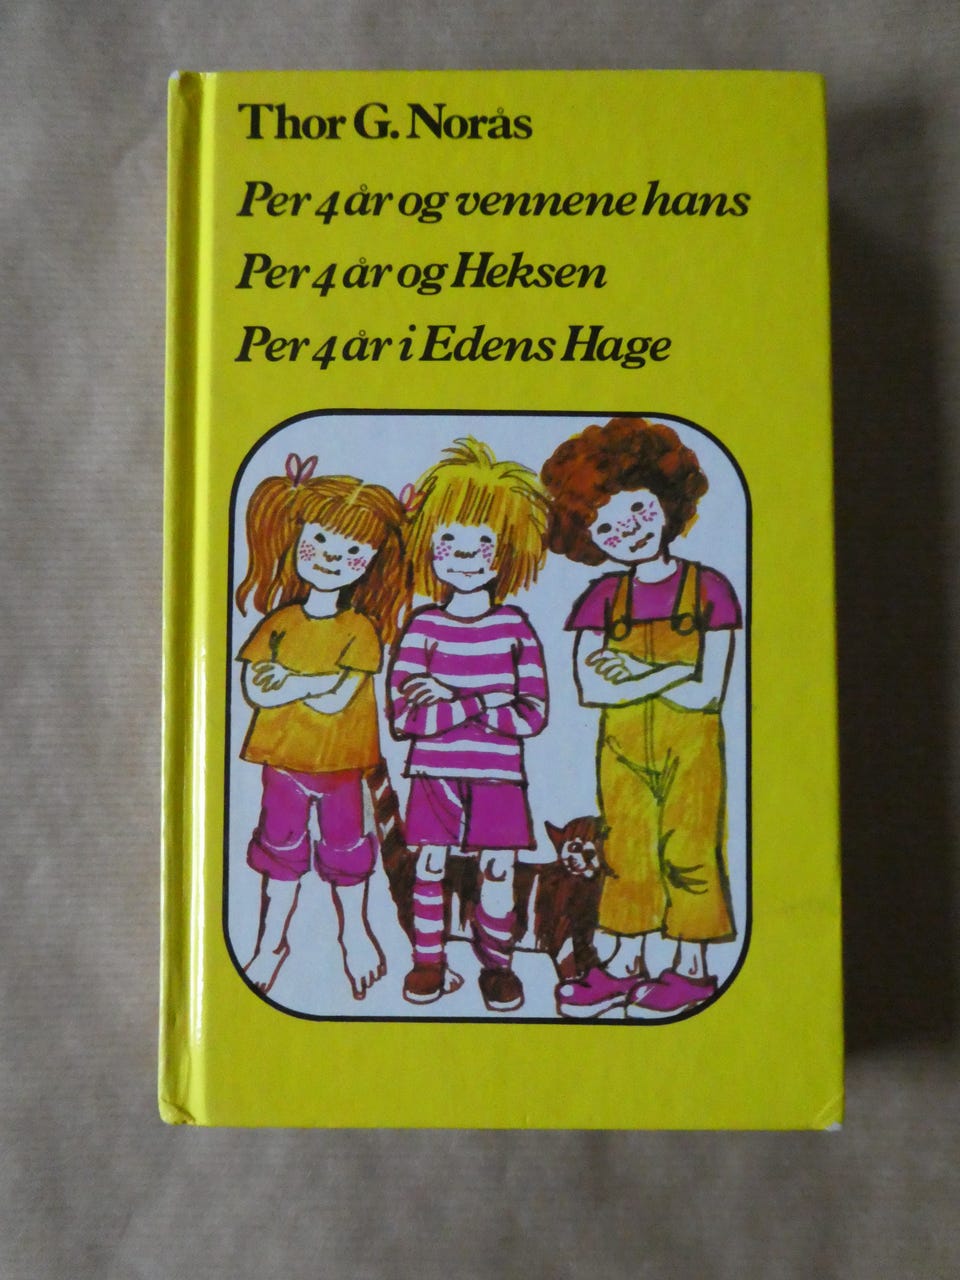 Thor G. Norås
Per 4 år og vennene hans
Per 4 år og Heksen
Per 4 år i Edens Hage